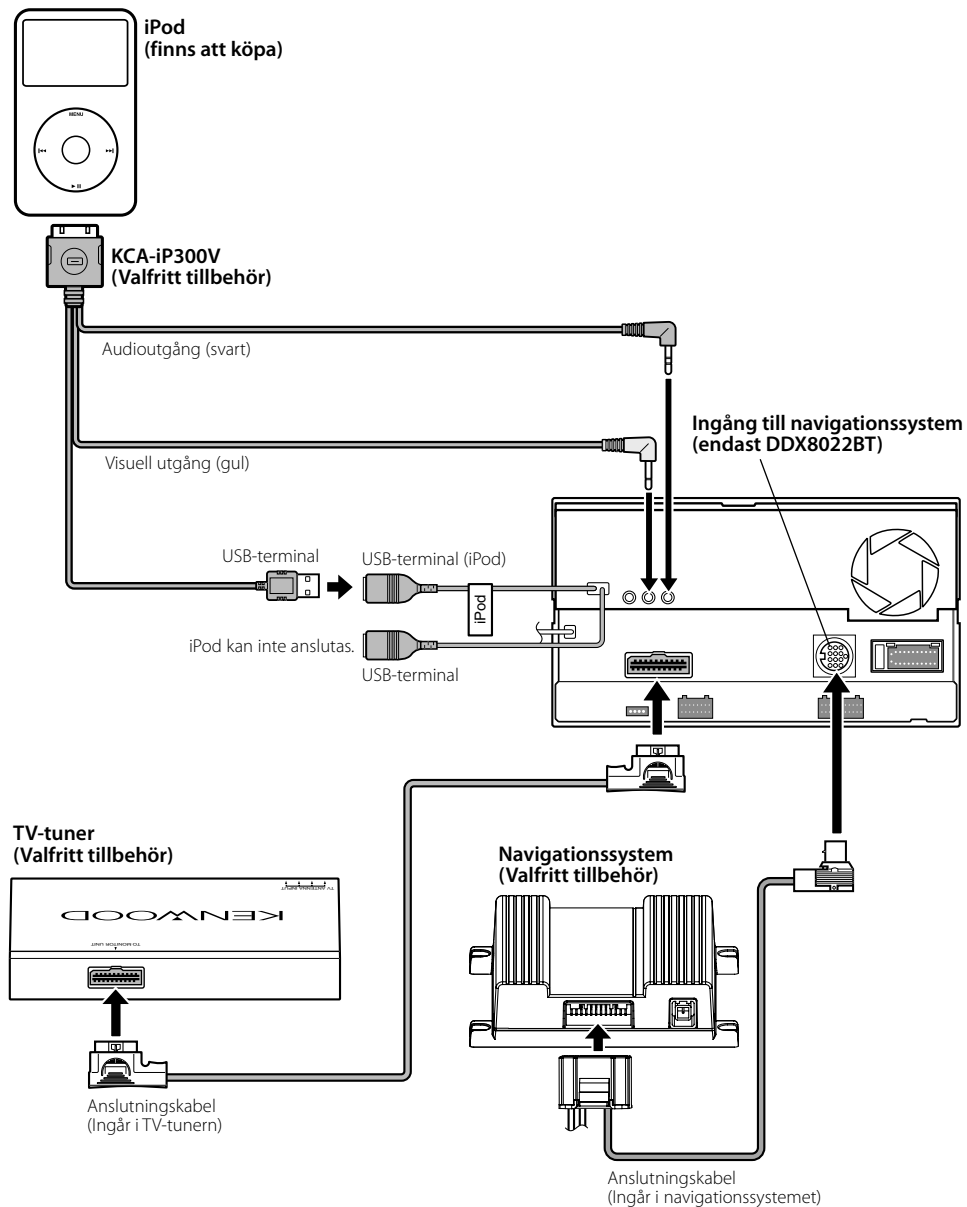 iPod
(finns att köpa)
MENU
KCA-iP300V
(Valfritt tillbehör)
Audioutgång (svart)
Ingång till navigationssystem
(endast DDX8022BT)
Visuell utgång (gul)
USB-terminal
USB-terminal (iPod)
iPod
iPod kan inte anslutas.
USB-terminal
TV-tuner
(Valfritt tillbehör)
TV ANTENNA INPUT
KENWOOD
TO MONITOR UNIT
Navigationssystem
(Valfritt tillbehör)
Anslutningskabel
(Ingår i TV-tunern)
Anslutningskabel
(Ingår i navigationssystemet)